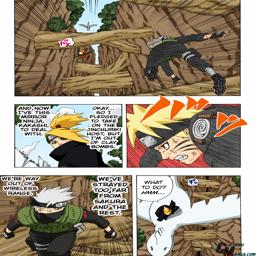 OKAY...
SO I
PLEDGED TO
TAKE ON
THE
JINCHURIKI
HOST, BUT
I'M OUT
OF CLAY
BOMBS.
AND NOW
I'VE THIS
MIRROR
NINJA,
KAKASHI,
TO DEAL
WITH.
WHAT
TO DO?
HMM...
WE'VE
STRAYED
TOO FAR
FROM
SAKURA
AND THE
REST.
WE'RE WAY
OUT OF
WIRELESS
RANGE.